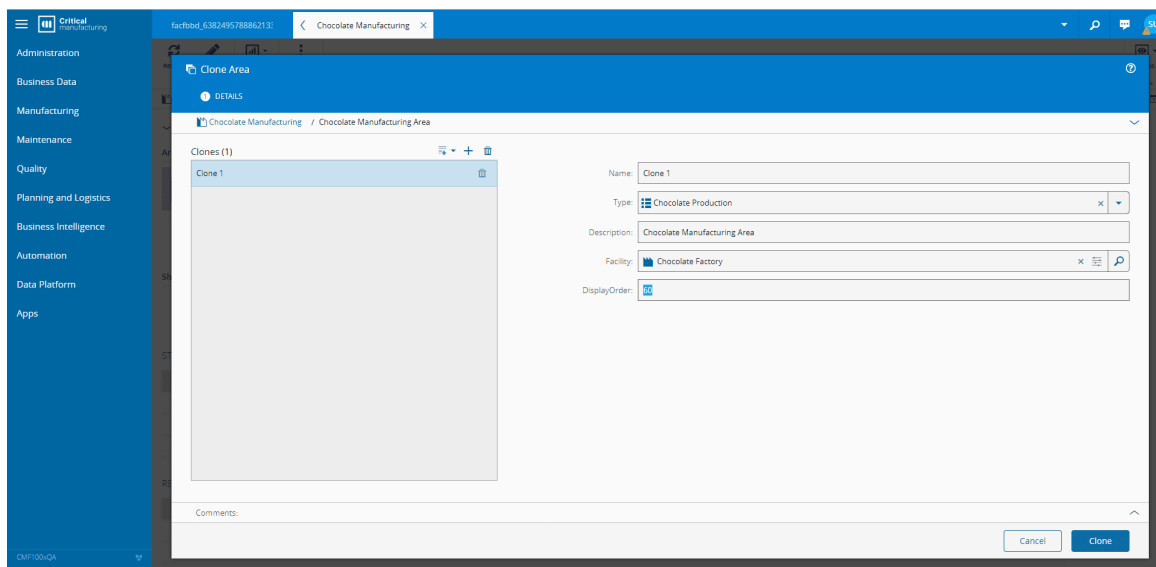 Critical manufacturing
facfbbd_638249578886213:
Chocolate Manufacturing
Administration
Business Data
Manufacturing
Maintenance
Quality
Planning and Logistics
Business Intelligence
Automation
Data Platform
Apps
CMF100xQA
Clone Area
1 DETAILS
Chocolate Manufacturing / Chocolate Manufacturing Area
Clones (1)
Clone 1
Name: Clone 1
Type: Chocolate Production
Description: Chocolate Manufacturing Area
Facility: Chocolate Factory
DisplayOrder: 60
Comments:
Cancel Clone